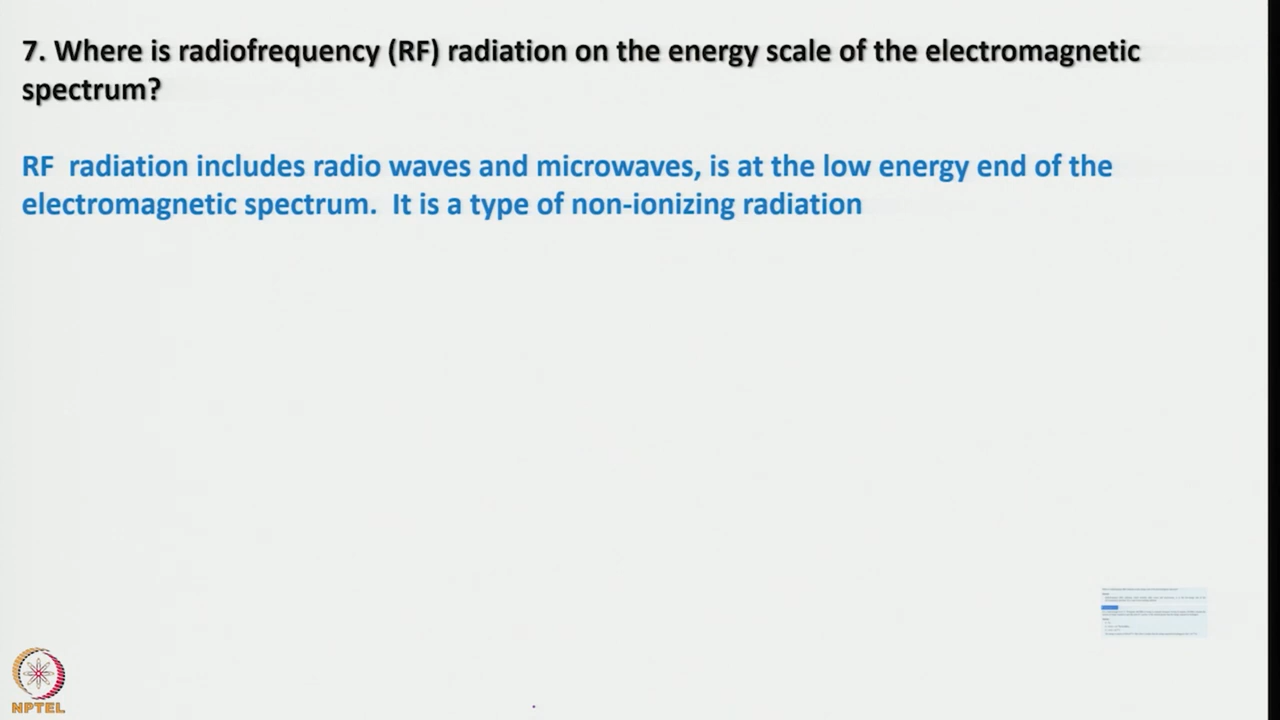 7. Where is radiofrequency (RF) radiation on the energy scale of the electromagnetic
spectrum?
RF  radiation includes radio waves and microwaves, is at the low energy end of the
electromagnetic spectrum.  It is a type of non-ionizing radiation
NPTEL